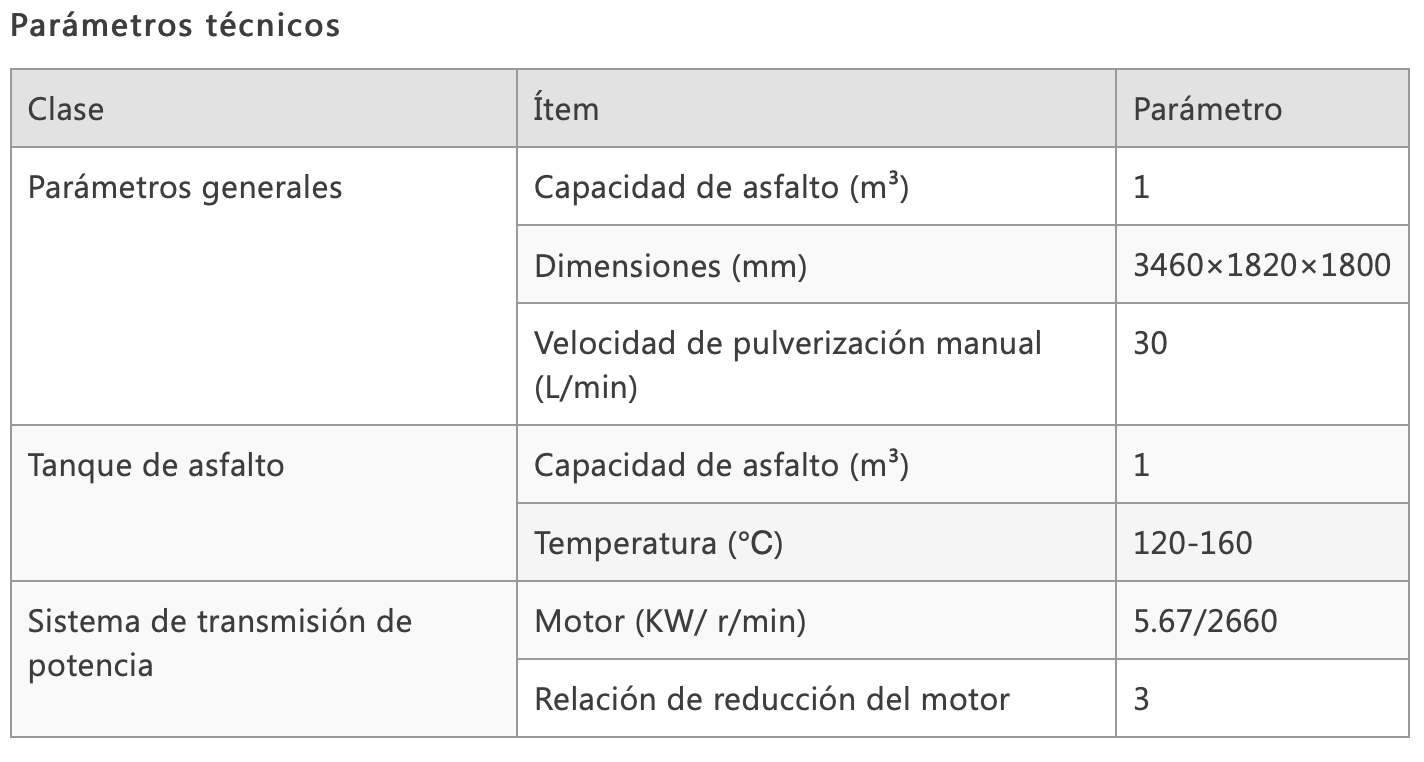 Parámetros técnicos
Clase Ítem Parámetro
Parámetros generales Capacidad de asfalto (m³) 1
Dimensiones (mm) 3460×1820×1800
Velocidad de pulverización manual 30
(L/min)
Tanque de asfalto Capacidad de asfalto (m³) 1
Temperatura (℃) 120-160
Sistema de transmisión de Motor (KW/ r/min) 5.67/2660
potencia
Relación de reducción del motor 3